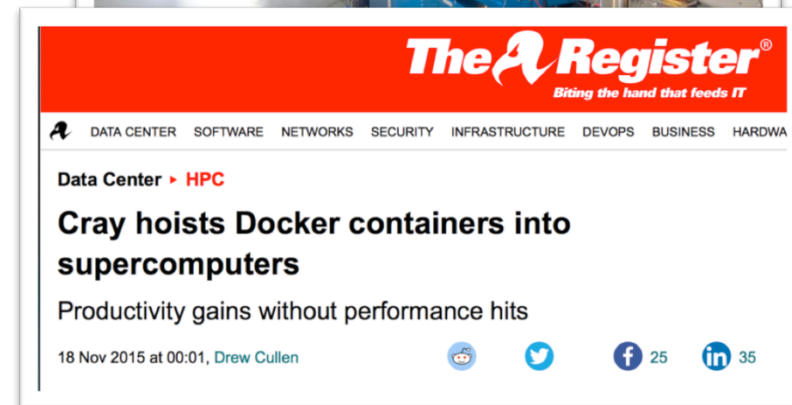 The Register®
Biting the hand that feeds IT
DATA CENTER SOFTWARE NETWORKS SECURITY INFRASTRUCTURE DEVOPS BUSINESS HARDWA
Data Center ▸ HPC
Cray hoists Docker containers into
supercomputers
Productivity gains without performance hits
18 Nov 2015 at 00:01, Drew Cullen 25 in 35